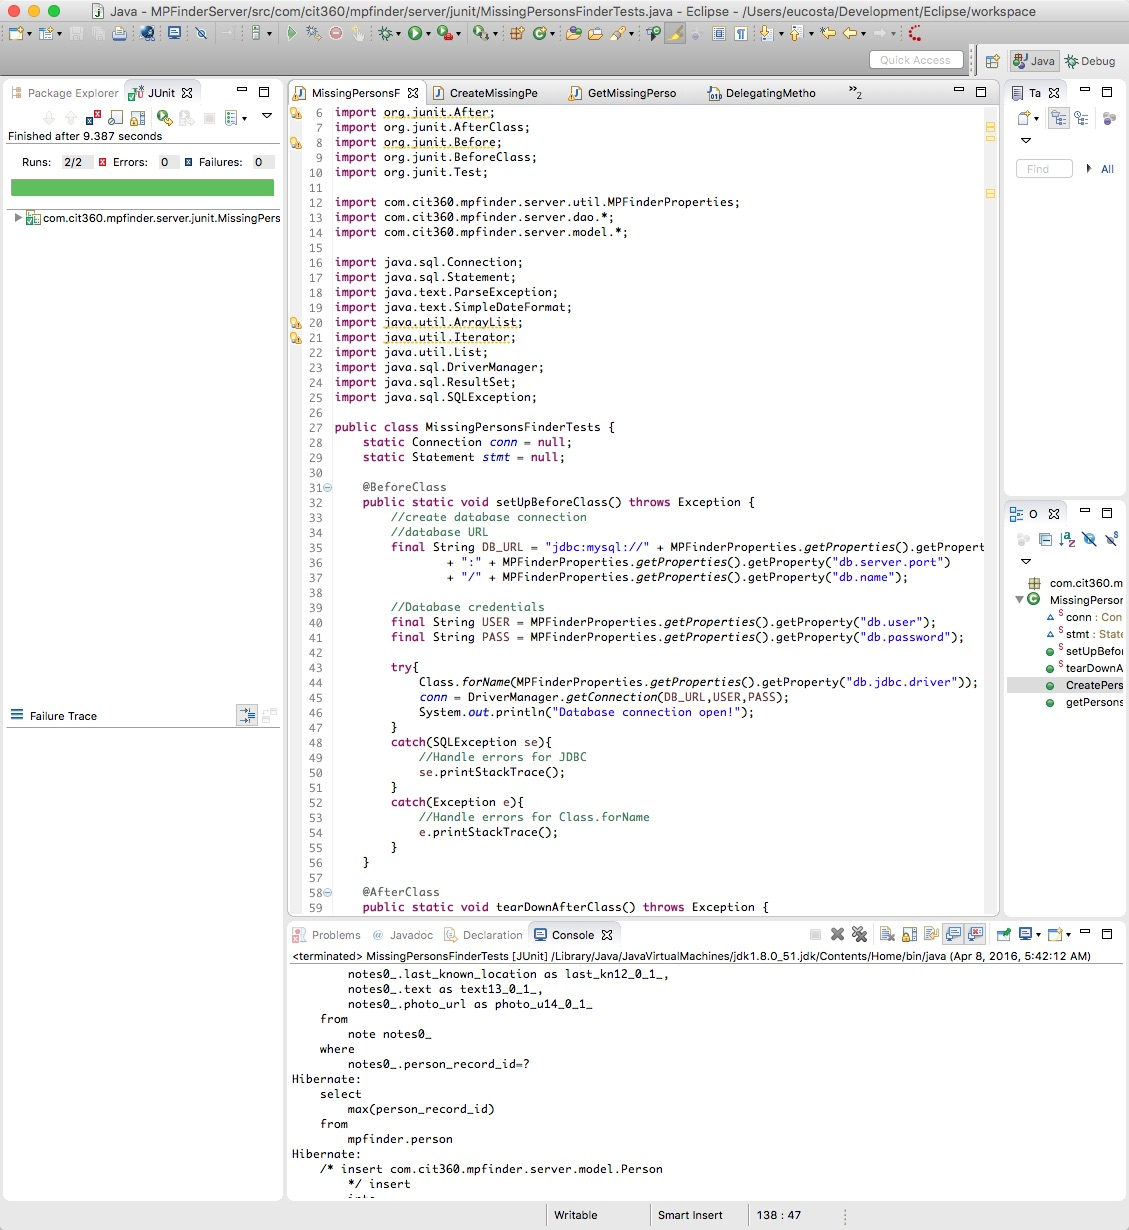 Java - MPFinderServer/src/com/cit360/mpfinder/server/junit/MissingPersonsFinderTests.java - Eclipse - /Users/eucosta/Development/Eclipse/workspace
Quick Access
Java
Debug
Package Explorer
JUnit
Finished after 9.387 seconds
Runs: 2/2
Errors: 0
Failures: 0
com.cit360.mpfinder.server.junit.MissingPers
Failure Trace
MissingPersonsF
CreateMissingPe
GetMissingPerso
DelegatingMetho
»2
6 import org.junit.After;
7 import org.junit.AfterClass;
8 import org.junit.Before;
9 import org.junit.BeforeClass;
10 import org.junit.Test;
11
12 import com.cit360.mpfinder.server.util.MPFinderProperties;
13 import com.cit360.mpfinder.server.dao.*;
14 import com.cit360.mpfinder.server.model.*;
15
16 import java.sql.Connection;
17 import java.sql.Statement;
18 import java.text.ParseException;
19 import java.text.SimpleDateFormat;
20 import java.util.ArrayList;
21 import java.util.Iterator;
22 import java.util.List;
23 import java.sql.DriverManager;
24 import java.sql.ResultSet;
25 import java.sql.SQLException;
26
27 public class MissingPersonsFinderTests {
28 static Connection conn = null;
29 static Statement stmt = null;
30
31 @BeforeClass
32 public static void setUpBeforeClass() throws Exception {
33 //create database connection
34 //database URL
35 final String DB_URL = "jdbc:mysql://" + MPFinderProperties.getProperties().getPropert
36 + ":" + MPFinderProperties.getProperties().getProperty("db.server.port")
37 + "/" + MPFinderProperties.getProperties().getProperty("db.name");
38
39 //Database credentials
40 final String USER = MPFinderProperties.getProperties().getProperty("db.user");
41 final String PASS = MPFinderProperties.getProperties().getProperty("db.password");
42
43 try{
44 Class.forName(MPFinderProperties.getProperties().getProperty("db.jdbc.driver"));
45 conn = DriverManager.getConnection(DB_URL,USER,PASS);
46 System.out.println("Database connection open!");
47 }
48 catch(SQLException se){
49 //Handle errors for JDBC
50 se.printStackTrace();
51 }
52 catch(Exception e){
53 //Handle errors for Class.forName
54 e.printStackTrace();
55 }
56 }
57
58 @AfterClass
59 public static void tearDownAfterClass() throws Exception {
Ta
Find
All
O
com.cit360.m
MissingPerson
conn : Con
stmt : State
setUpBefo
tearDownA
CreatePers
getPersons
Problems
@ Javadoc
Declaration
Console
<terminated> MissingPersonsFinderTests [JUnit] /Library/Java/JavaVirtualMachines/jdk1.8.0_51.jdk/Contents/Home/bin/java (Apr 8, 2016, 5:42:12 AM)
notes0_.last_known_location as last_kn12_0_1_,
notes0_.text as text13_0_1_,
notes0_.photo_url as photo_u14_0_1_
from
note notes0_
where
notes0_.person_record_id=?
Hibernate:
select
max(person_record_id)
from
mpfinder.person
Hibernate:
/* insert com.cit360.mpfinder.server.model.Person
*/ insert
into
Writable
Smart Insert
138 : 47